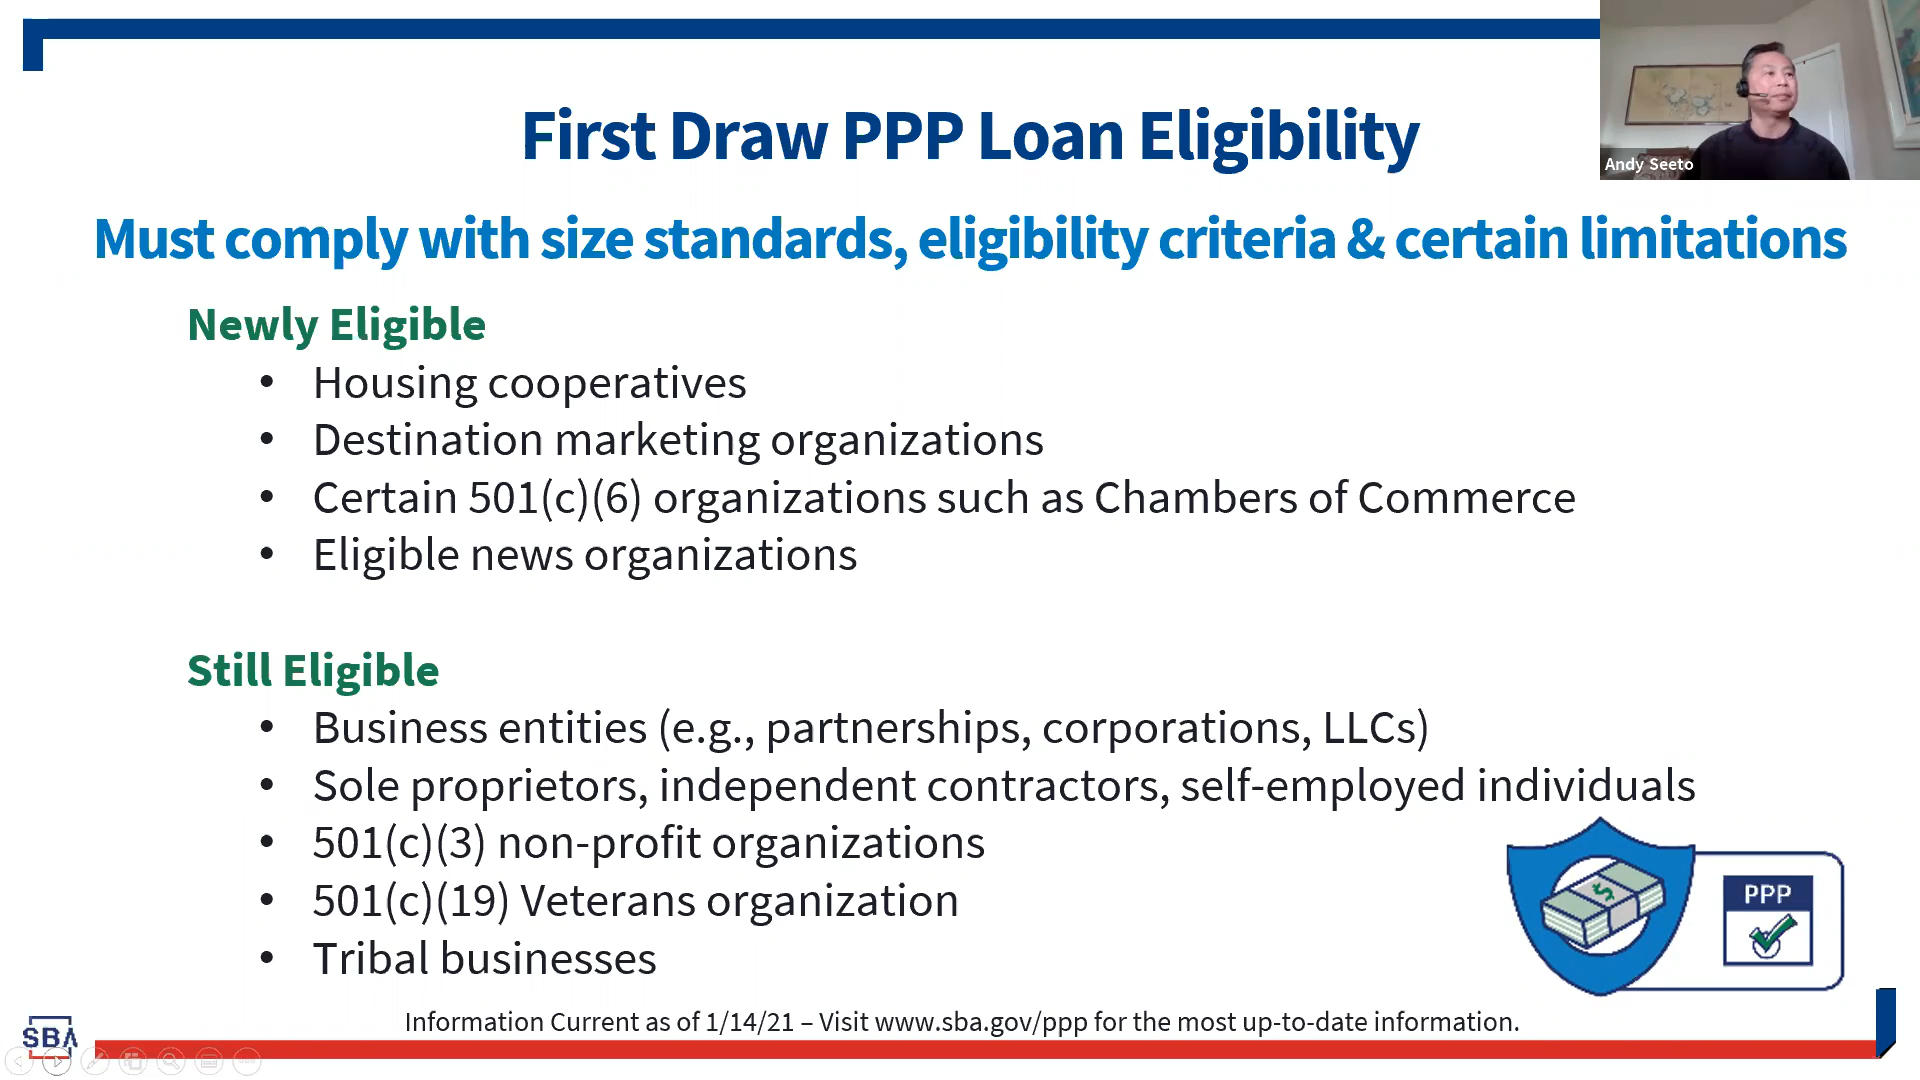 First Draw PPP Loan Eligibility
Andy Seeto
Must comply with size standards, eligibility criteria & certain limitations
Newly Eligible
• Housing cooperatives
• Destination marketing organizations
• Certain 501(c)(6) organizations such as Chambers of Commerce
• Eligible news organizations
Still Eligible
• Business entities (e.g., partnerships, corporations, LLCs)
• Sole proprietors, independent contractors, self-employed individuals
• 501(c)(3) non-profit organizations
• 501(c)(19) Veterans organization
• Tribal businesses
$
PPP
Information Current as of 1/14/21 – Visit www.sba.gov/ppp for the most up-to-date information.
SBA